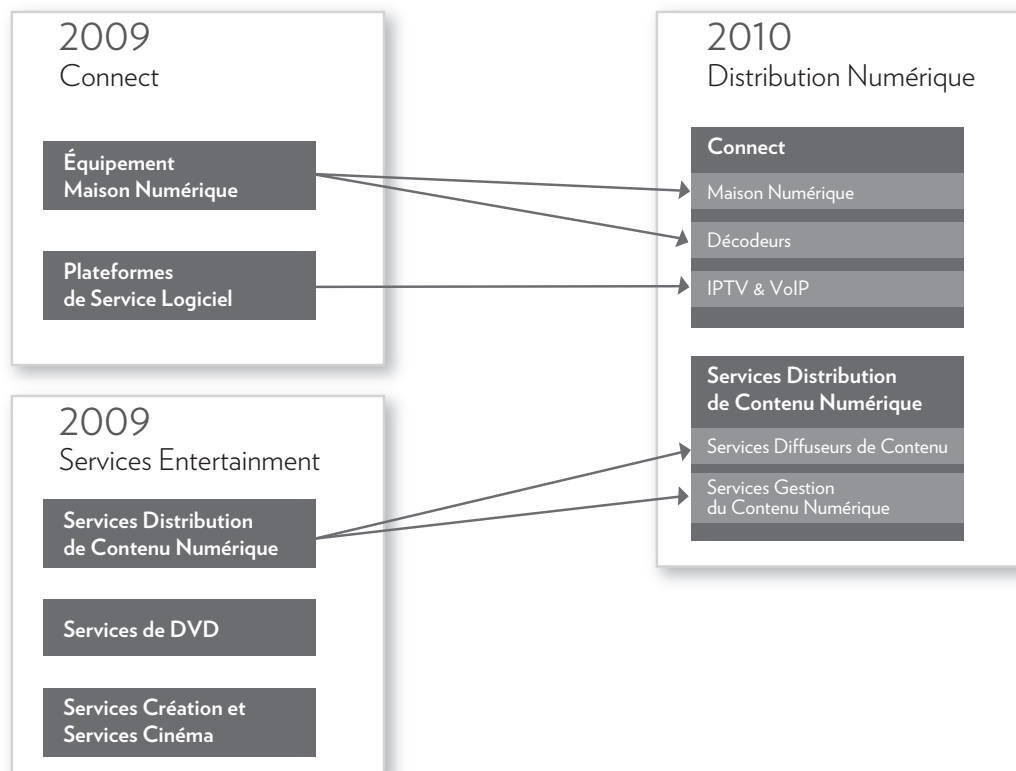 2009
Connect
Équipement
Maison Numérique
Plateformes
de Service Logiciel
2009
Services Entertainment
Services Distribution
de Contenu Numérique
Services de DVD
Services Création et
Services Cinéma
2010
Distribution Numérique
Connect
Maison Numérique
Décodeurs
IPTV & VoIP
Services Distribution
de Contenu Numérique
Services Diffuseurs de Contenu
Services Gestion
du Contenu Numérique